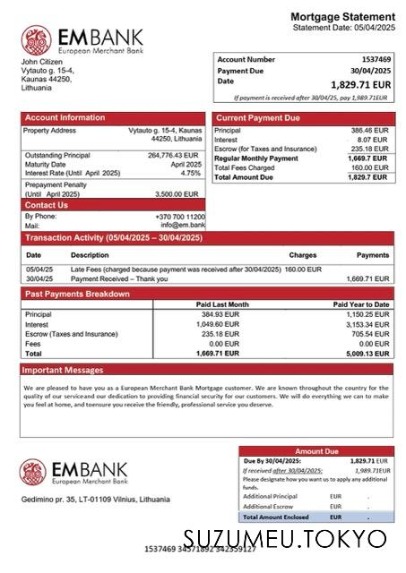 Mortgage Statement
Statement Date: 05/04/2025
EMBANK
European Merchant Bank
John Citizen
Vytauto g. 15-4,
Kaunas 44250,
Lithuania
Account Number 1537469
Payment Due 30/04/2025
Date
1,829.71 EUR
If payment is received after 30/04/25, pay 1,989.71EUR
Account Information
Property Address Vytauto g. 15-4, Kaunas
44250, Lithuania
Outstanding Principal 264,776.43 EUR
Maturity Date April 2025
Interest Rate (Until April 2025) 4.75%
Prepayment Penalty
(Until April 2025) 3,500.00 EUR
Contact Us
By Phone: +370 700 11200
Mail: info@em.bank
Current Payment Due
Principal 386.46 EUR
Interest 8.07 EUR
Escrow (for Taxes and Insurance) 235.18 EUR
Regular Monthly Payment 1,669.7 EUR
Total Fees Charged 160.00 EUR
Total Amount Due 1,829.7 EUR
Transaction Activity (05/04/2025 – 30/04/2025)
Date Description Charges Payments
05/04/25 Late Fees (charged because payment was received after 30/04/2025) 160.00 EUR
30/04/25 Payment Received – Thank you 1,669.71 EUR
Past Payments Breakdown
Paid Last Month Paid Year to Date
Principal 384.93 EUR 1,150.25 EUR
Interest 1,049.60 EUR 3,153.34 EUR
Escrow (Taxes and Insurance) 235.18 EUR 705.54 EUR
Fees 0.00 EUR 0.00 EUR
Total 1,669.71 EUR 5,009.13 EUR
Important Messages
We are pleased to have you as a European Merchant Bank Mortgage customer. We are known throughout the country for the
quality of our serviceand our dedication to providing financial security for our customers. We will do everything we can to make
you feel at home, and toensure you receive the friendly, professional service you deserve.
EMBANK
European Merchant Bank
Gedimino pr. 35, LT-01109 Vilnius, Lithuania
Amount Due
Due By 30/04/2025: 1,829.71 EUR
If received after 30/04/2025: 1,989.71EUR
Please designate how you want us to apply any additional
funds.
Additional Principal EUR .
Additional Escrow EUR .
Total Amount Enclosed EUR .
SUZUMEU.TOKYO
1537469 34571892 342359127